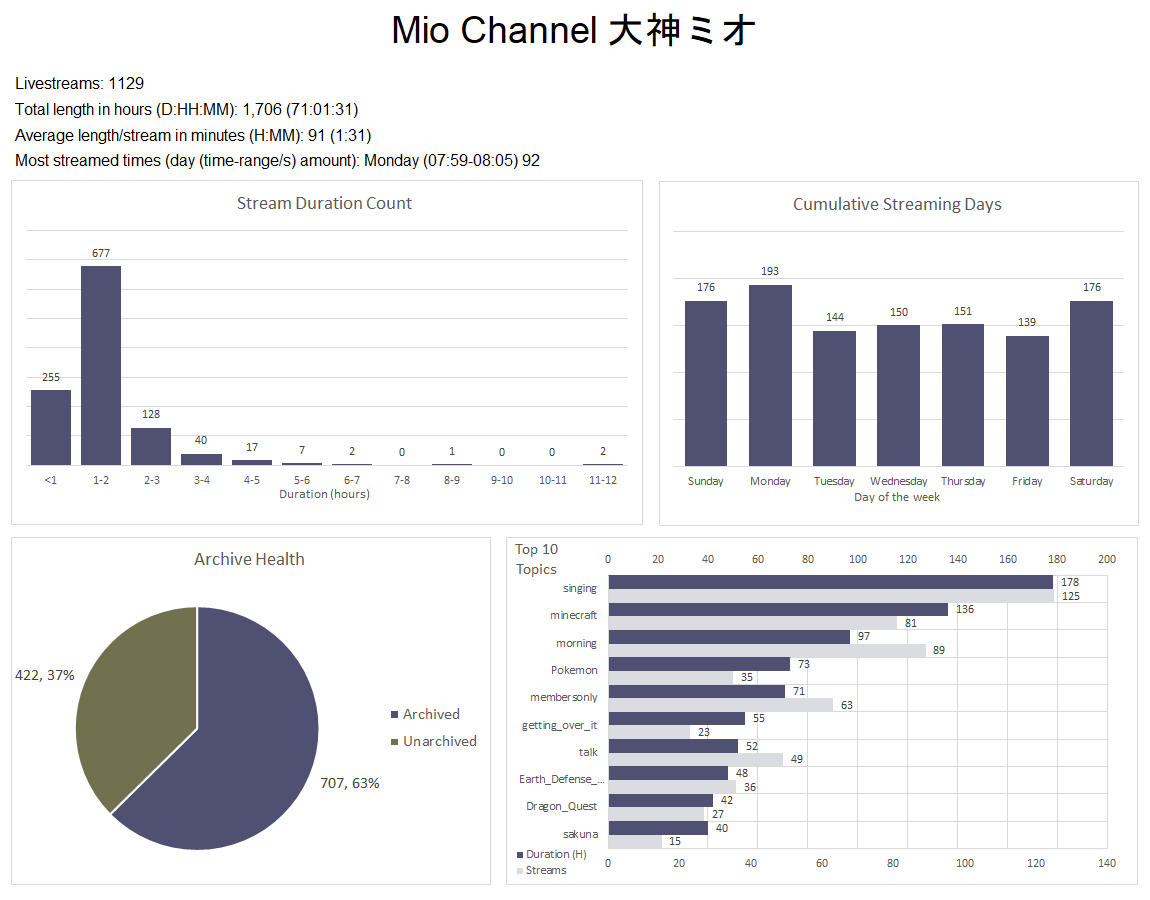 Mio Channel 大神ミオ
Livestreams: 1129
Total length in hours (D:HH:MM): 1,706 (71:01:31)
Average length/stream in minutes (H:MM): 91 (1:31)
Most streamed times (day (time-range/s) amount): Monday (07:59-08:05) 92
Stream Duration Count
677
255
128
40
17
7
2
0
1
0
0
2
<1 1-2 2-3 3-4 4-5 5-6 6-7 7-8 8-9 9-10 10-11 11-12
Duration (hours)
Cumulative Streaming Days
176
193
144
150
151
139
176
Sunday Monday Tuesday Wednesday Thursday Friday Saturday
Day of the week
Archive Health
422, 37%
707, 63%
Archived
Unarchived
Top 10
Topics
0 20 40 60 80 100 120 140 160 180 200
singing 178
125
minecraft 136
81
morning 97
89
Pokemon 73
35
membersonly 71
63
getting_over_it 55
23
talk 52
49
Earth_Defense_... 48
36
Dragon_Quest 42
27
sakuna 40
15
0 20 40 60 80 100 120 140
Duration (H)
Streams